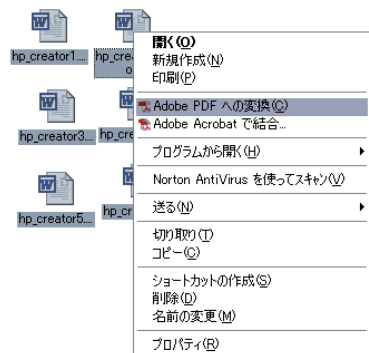 hp_creator1....
hp_cre
o
hp_creator3....
hp_cre
hp_creator5....
hp_cr
開く(O)
新規作成(N)
印刷(P)
Adobe PDF への変換(C)
Adobe Acrobat で結合...
プログラムから開く(H)
Norton AntiVirus を使ってスキャン(V)
送る(N)
切り取り(T)
コピー(C)
ショートカットの作成(S)
削除(D)
名前の変更(M)
プロパティ(R)